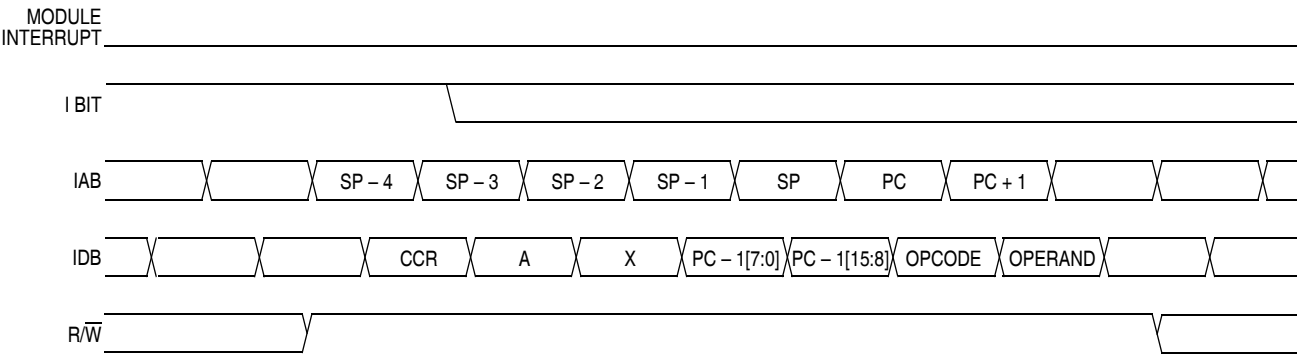 MODULE
INTERRUPT
I BIT
IAB SP – 4 SP – 3 SP – 2 SP – 1 SP PC PC + 1
IDB CCR A X PC – 1[7:0] PC – 1[15:8] OPCODE OPERAND
R/W̅